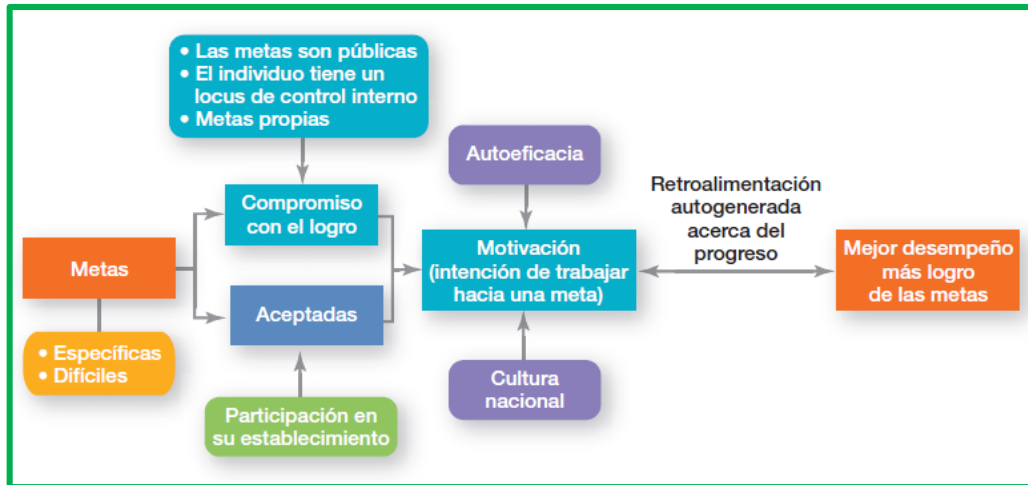 • Las metas son públicas
• El individuo tiene un
locus de control interno
• Metas propias
Autoeficacia
Compromiso
con el logro
Retroalimentación
autogenerada
acerca del
progreso
Metas
Motivación
(intención de trabajar
hacia una meta)
Mejor desempeño
más logro
de las metas
Aceptadas
• Específicas
• Difíciles
Cultura
nacional
Participación en
su establecimiento